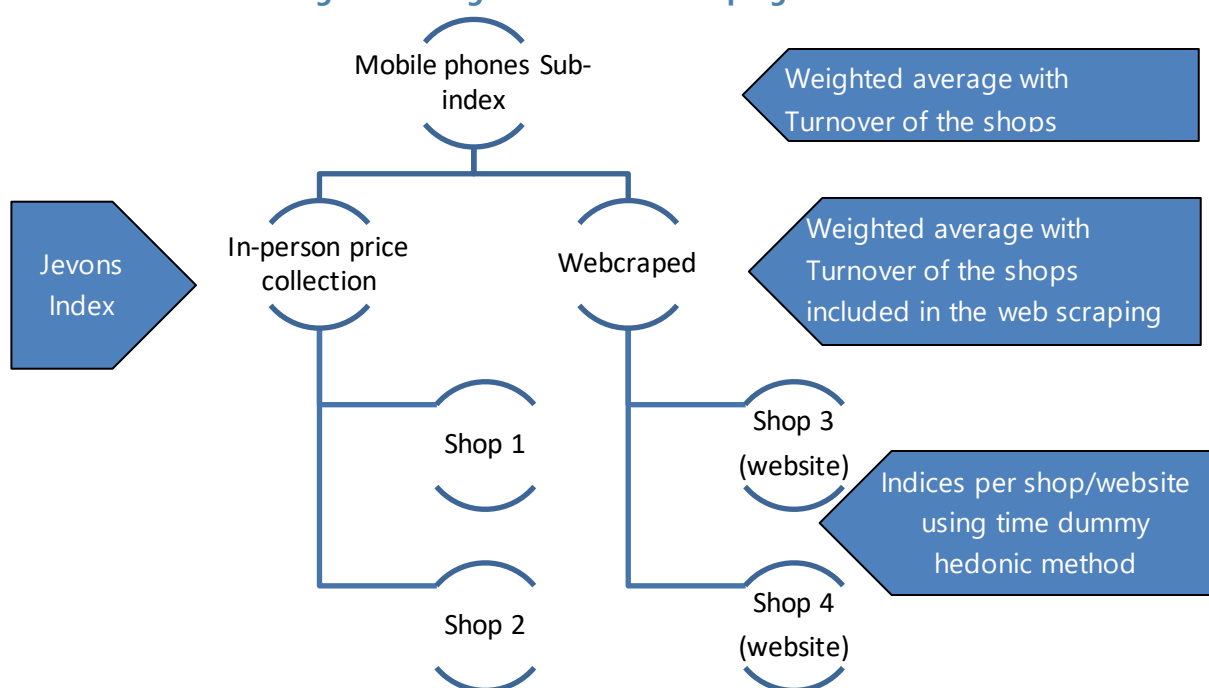 Mobile phones Sub-
index
Weighted average with
Turnover of the shops
Jevons
Index
In-person price
collection
Webcraped
Weighted average with
Turnover of the shops
included in the web scraping
Shop 1
Shop 3
(website)
Indices per shop/website
using time dummy
hedonic method
Shop 2
Shop 4
(website)